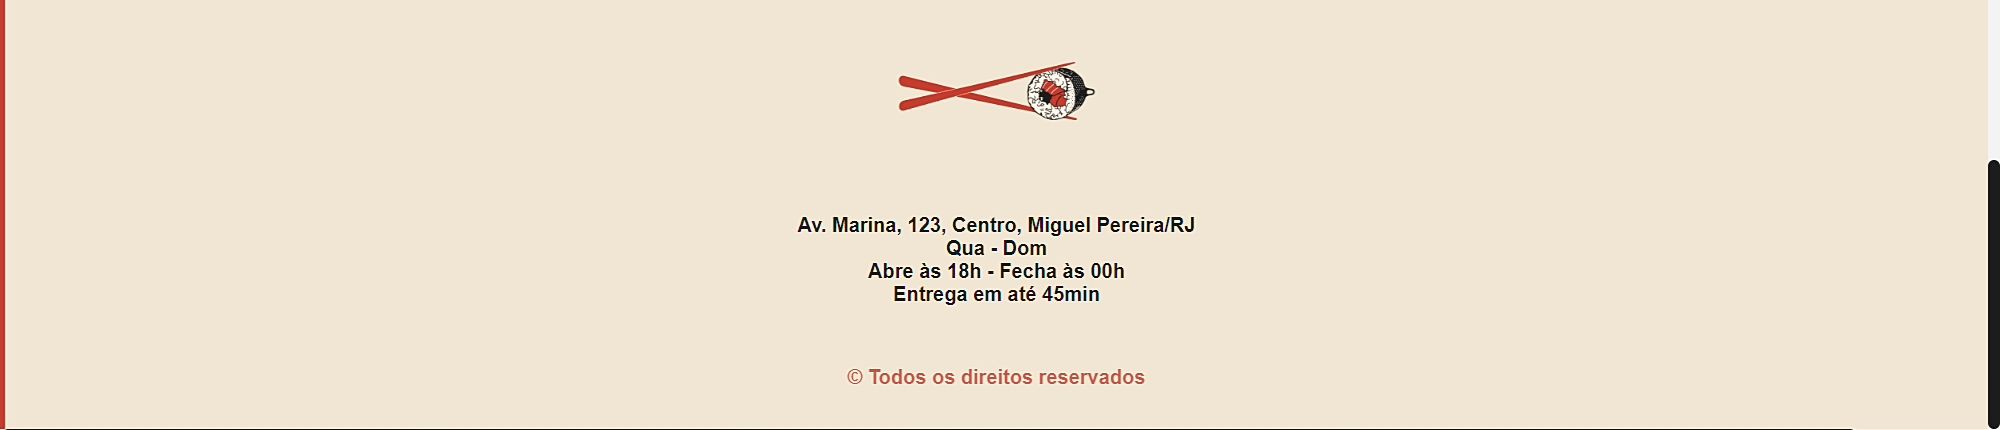 Av. Marina, 123, Centro, Miguel Pereira/RJ
Qua - Dom
Abre às 18h - Fecha às 00h
Entrega em até 45min
© Todos os direitos reservados